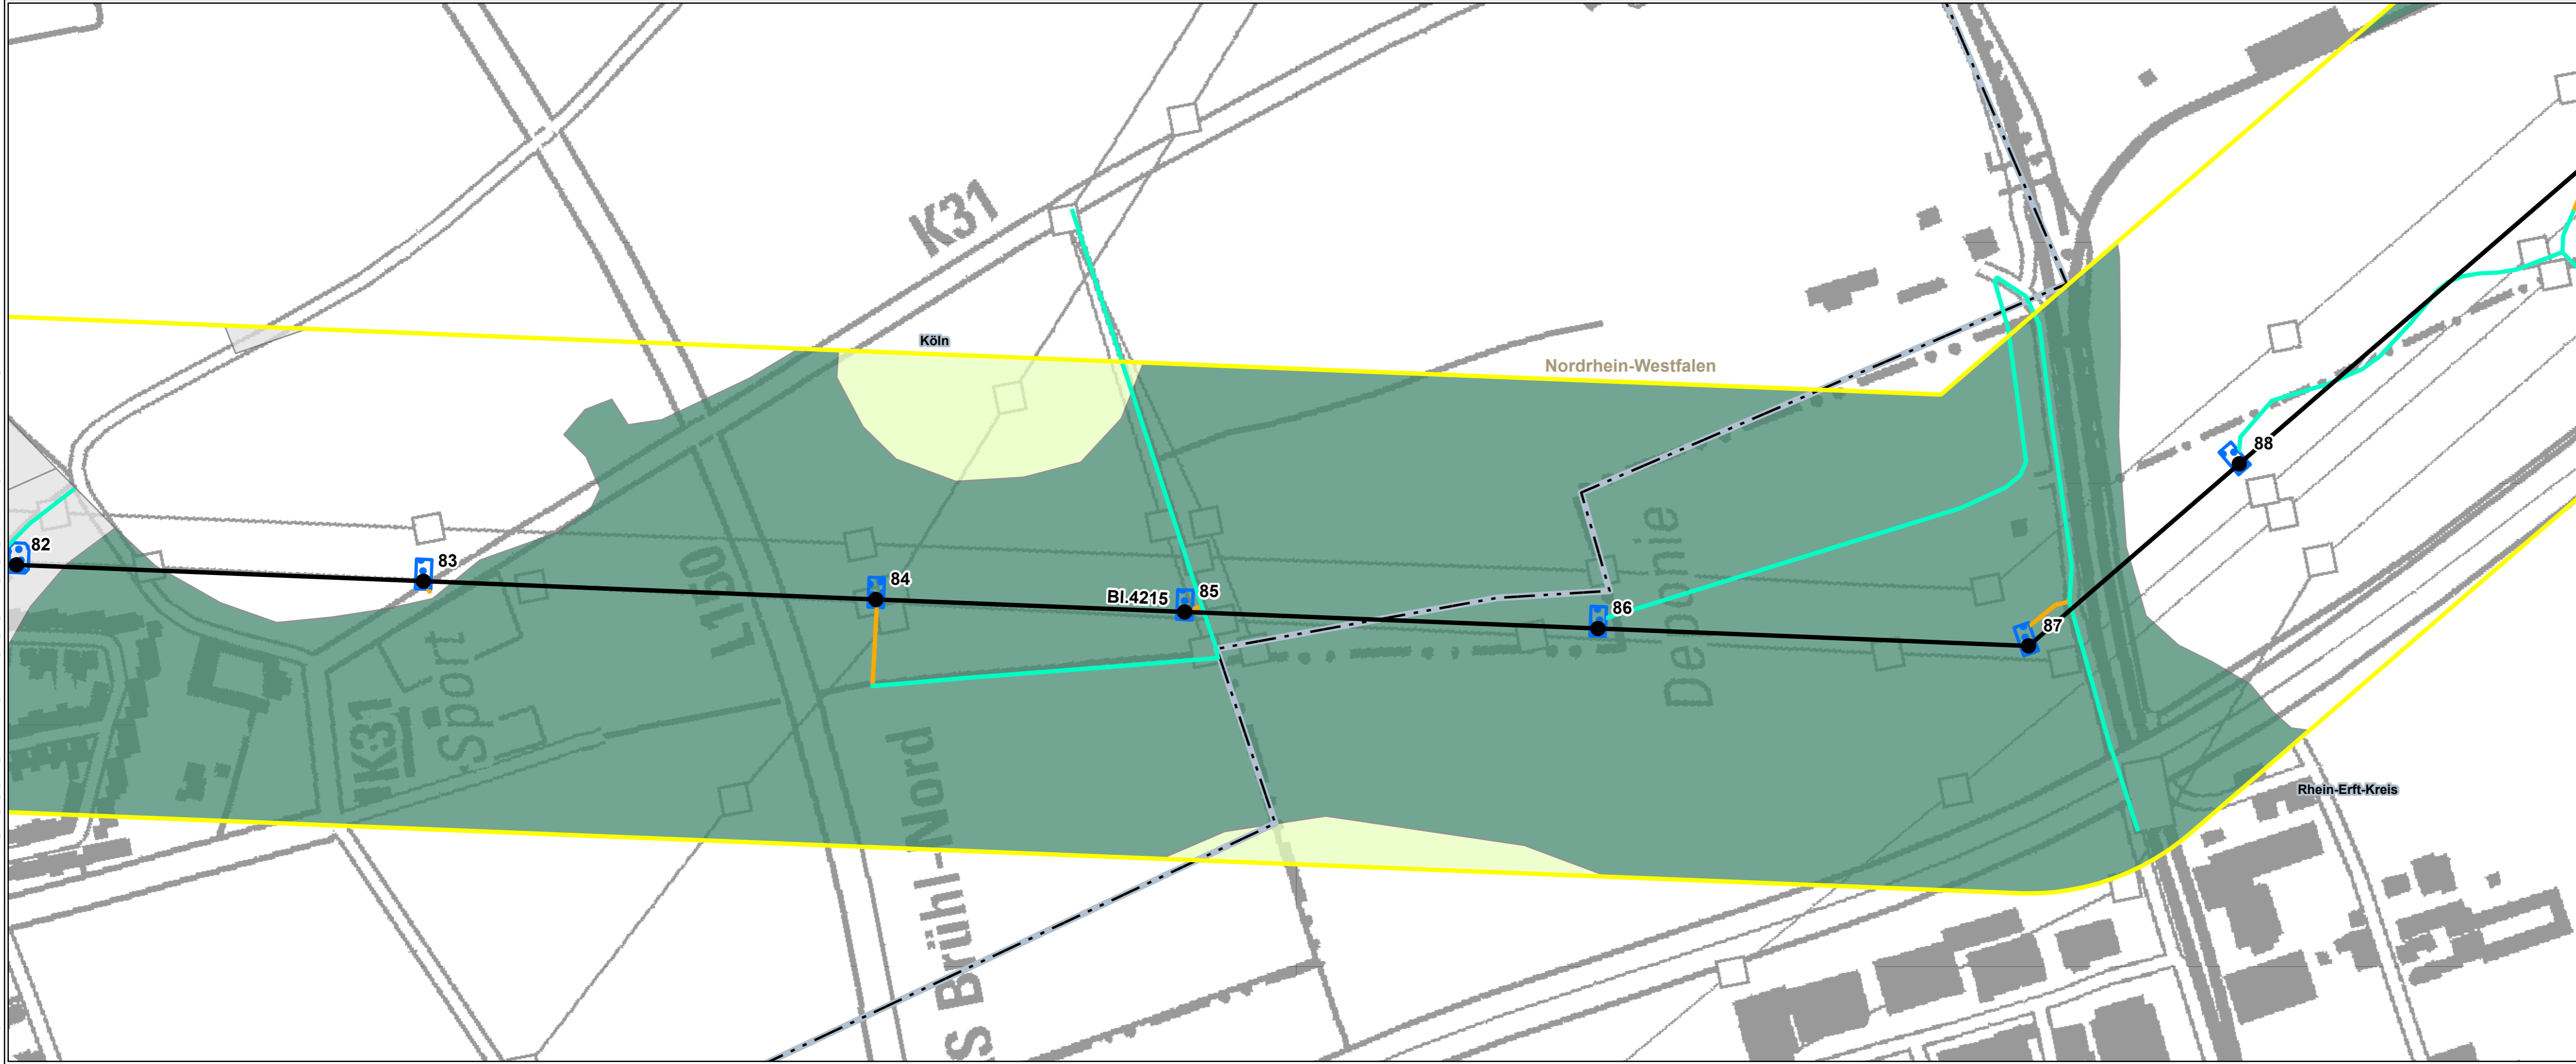 K31
Köln
Nordrhein-Westfalen
88
82
83
84
Bl.4215
85
86
87
L150
Deponie
Sport
K31
AS Brühl-Nord
Rhein-Erft-Kreis